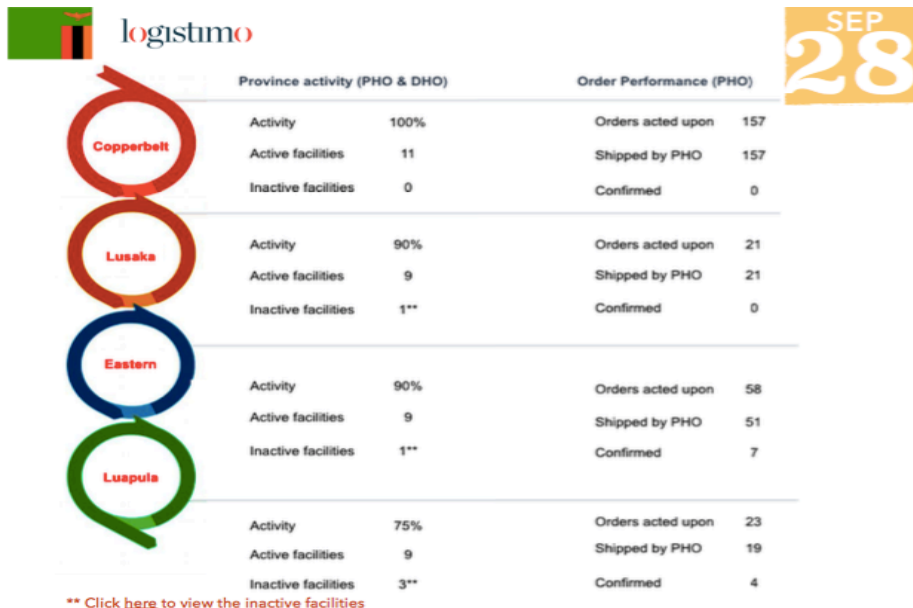 logistimo
SEP
28
Province activity (PHO & DHO) Order Performance (PHO)
Copperbelt
Activity 100% Orders acted upon 157
Active facilities 11 Shipped by PHO 157
Inactive facilities 0 Confirmed 0
Lusaka
Activity 90% Orders acted upon 21
Active facilities 9 Shipped by PHO 21
Inactive facilities 1** Confirmed 0
Eastern
Activity 90% Orders acted upon 58
Active facilities 9 Shipped by PHO 51
Inactive facilities 1** Confirmed 7
Luapula
Activity 75% Orders acted upon 23
Active facilities 9 Shipped by PHO 19
Inactive facilities 3** Confirmed 4
** Click here to view the inactive facilities